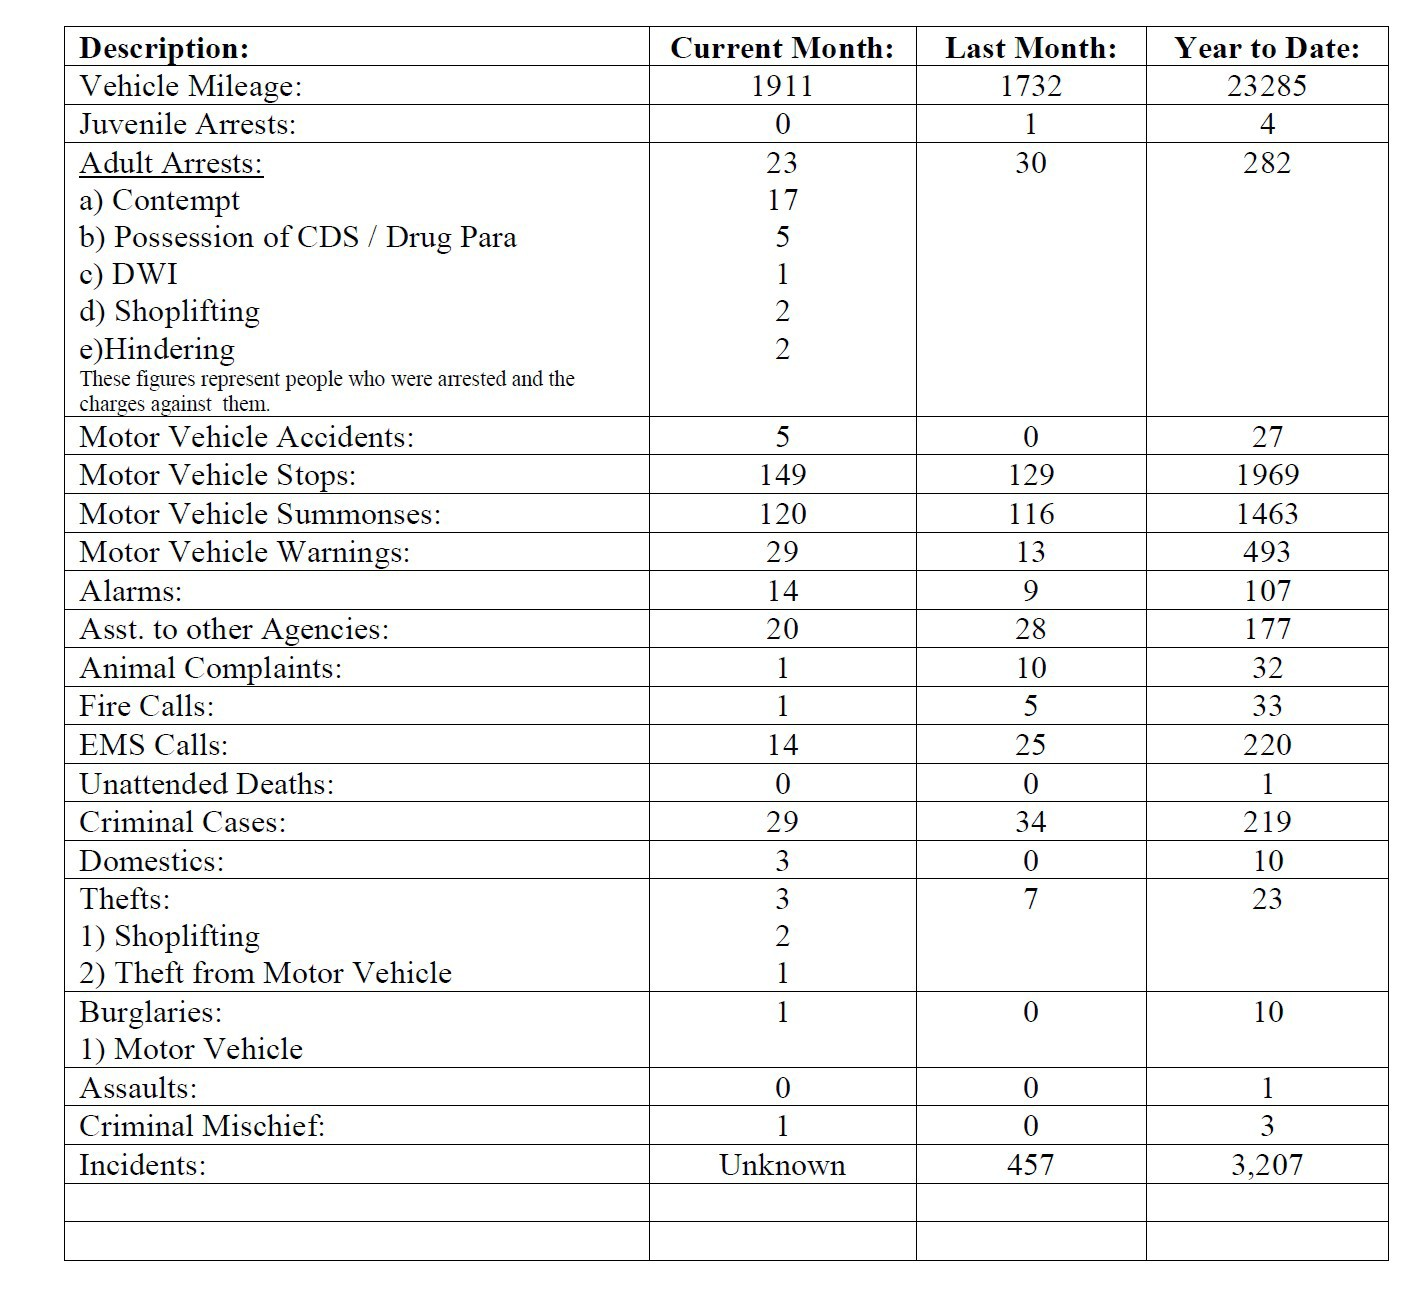 Description: Current Month: Last Month: Year to Date:
Vehicle Mileage: 1911 1732 23285
Juvenile Arrests: 0 1 4
Adult Arrests: 23 30 282
a) Contempt 17
b) Possession of CDS / Drug Para 5
c) DWI 1
d) Shoplifting 2
e)Hindering 2
These figures represent people who were arrested and the
charges against them.
Motor Vehicle Accidents: 5 0 27
Motor Vehicle Stops: 149 129 1969
Motor Vehicle Summonses: 120 116 1463
Motor Vehicle Warnings: 29 13 493
Alarms: 14 9 107
Asst. to other Agencies: 20 28 177
Animal Complaints: 1 10 32
Fire Calls: 1 5 33
EMS Calls: 14 25 220
Unattended Deaths: 0 0 1
Criminal Cases: 29 34 219
Domestics: 3 0 10
Thefts: 3 7 23
1) Shoplifting 2
2) Theft from Motor Vehicle 1
Burglaries: 1 0 10
1) Motor Vehicle
Assaults: 0 0 1
Criminal Mischief: 1 0 3
Incidents: Unknown 457 3,207